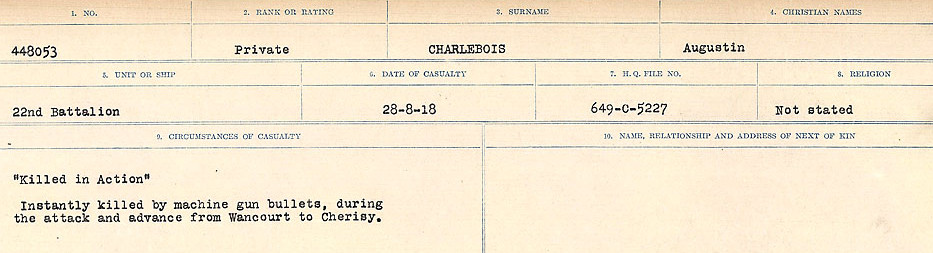 1. NO. 2. RANK OR RATING 3. SURNAME 4. CHRISTIAN NAMES
448053 Private CHARLEBOIS Augustin
5. UNIT OR SHIP 6. DATE OF CASUALTY 7. H.Q. FILE NO. 8. RELIGION
22nd Battalion 28-8-18 649-C-5227 Not stated
9. CIRCUMSTANCES OF CASUALTY 10. NAME, RELATIONSHIP AND ADDRESS OF NEXT OF KIN
"Killed in Action"
Instantly killed by machine gun bullets, during
the attack and advance from Wancourt to Cherisy.